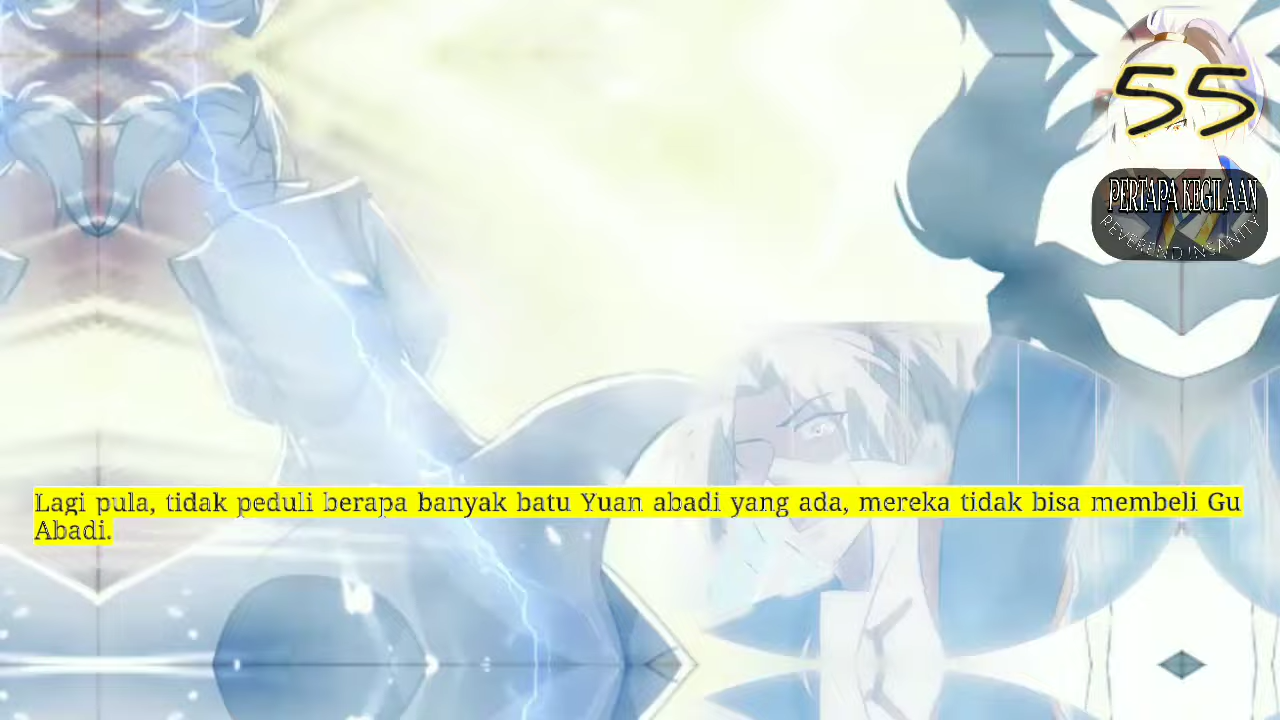 55
PERTAPA KEGILAAN
REVEREND INSANITY
Lagi pula, tidak peduli berapa banyak batu Yuan abadi yang ada, mereka tidak bisa membeli Gu
Abadi.